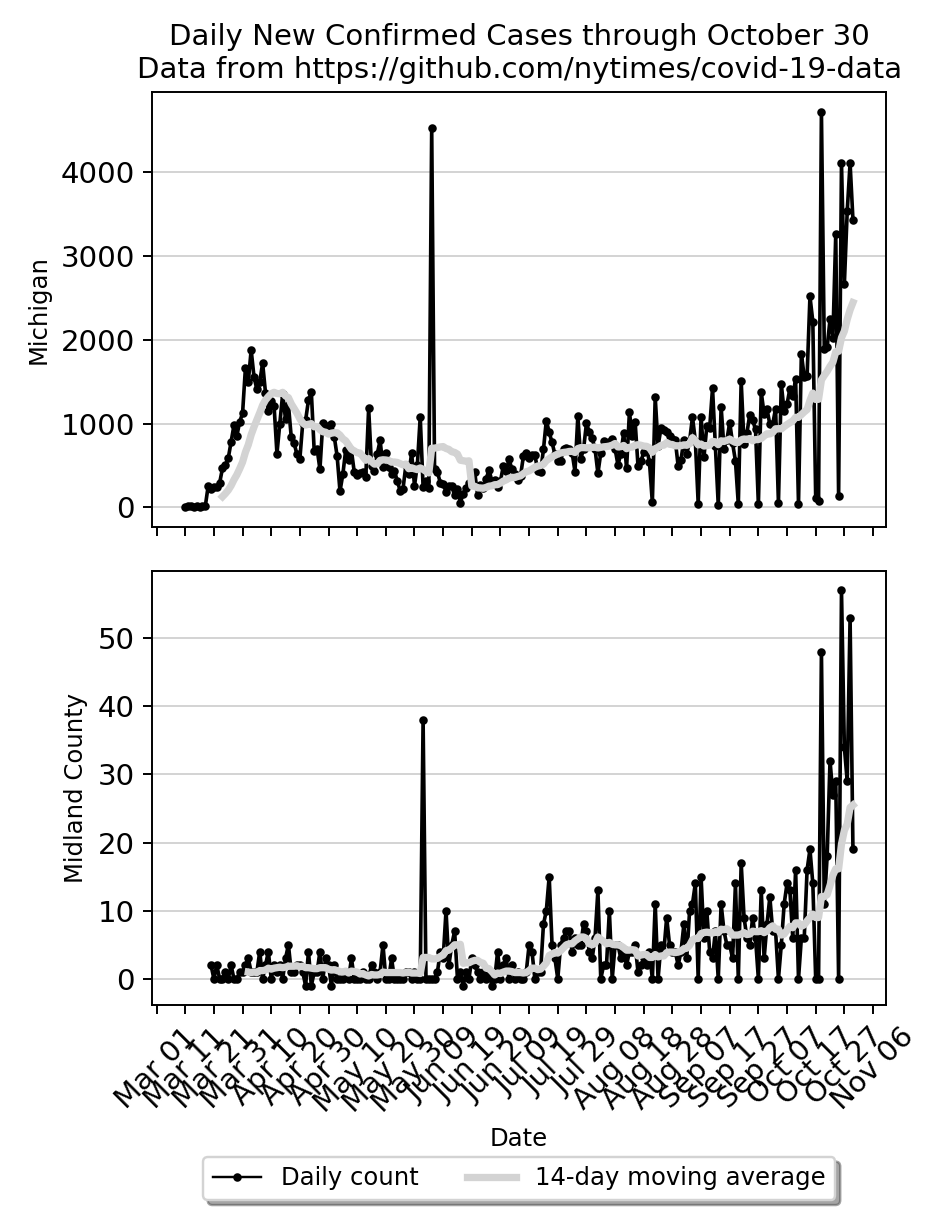 Daily New Confirmed Cases through October 30
Data from https://github.com/nytimes/covid-19-data
Michigan
4000
3000
2000
1000
0
Midland County
50
40
30
20
10
0
Mar 01
Mar 11
Mar 21
Mar 31
Apr 10
Apr 20
Apr 30
May 10
May 20
May 30
Jun 09
Jun 19
Jun 29
Jul 09
Jul 19
Jul 29
Aug 08
Aug 18
Aug 28
Sep 07
Sep 17
Sep 27
Oct 07
Oct 17
Oct 27
Nov 06
Date
Daily count
14-day moving average